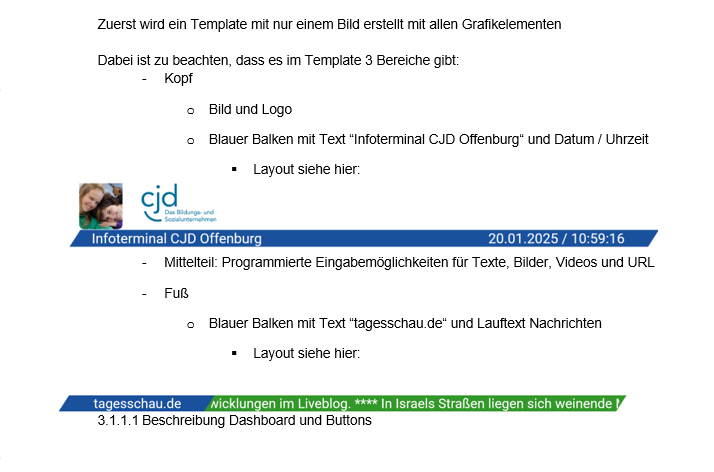 Zuerst wird ein Template mit nur einem Bild erstellt mit allen Grafikelementen
Dabei ist zu beachten, dass es im Template 3 Bereiche gibt:
- Kopf
o Bild und Logo
o Blauer Balken mit Text “Infoterminal CJD Offenburg“ und Datum / Uhrzeit
▪ Layout siehe hier:
cjd
Das Bildungs- und
Sozialunternehmen
Infoterminal CJD Offenburg 20.01.2025 / 10:59:16
- Mittelteil: Programmierte Eingabemöglichkeiten für Texte, Bilder, Videos und URL
- Fuß
o Blauer Balken mit Text “tagesschau.de“ und Lauftext Nachrichten
▪ Layout siehe hier:
tagesschau.de wicklungen im Liveblog. **** In Israels Straßen liegen sich weinende
3.1.1.1 Beschreibung Dashboard und Buttons